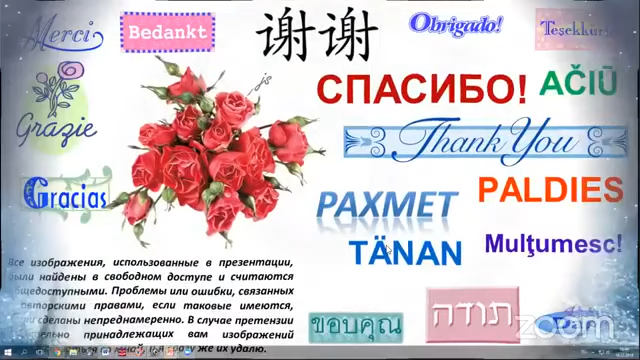 Merci
Bedankt
谢谢
Obrigado!
Teşekkür
СПАСИБО!
AČIŪ
Grazie
Thank You
Gracias
РАХМЕТ
PALDIES
TÄNAN
Mulţumesc!
Все изображения, использованные в презентации,
были найдены в свободном доступе и считаются
общедоступными. Проблемы или ошибки, связанные
авторскими правами, если таковые имеются,
сделаны непреднамеренно. В случае претензии
принадлежащих вам изображений
же их удалю.
ขอบคุณ
תודה
zoom